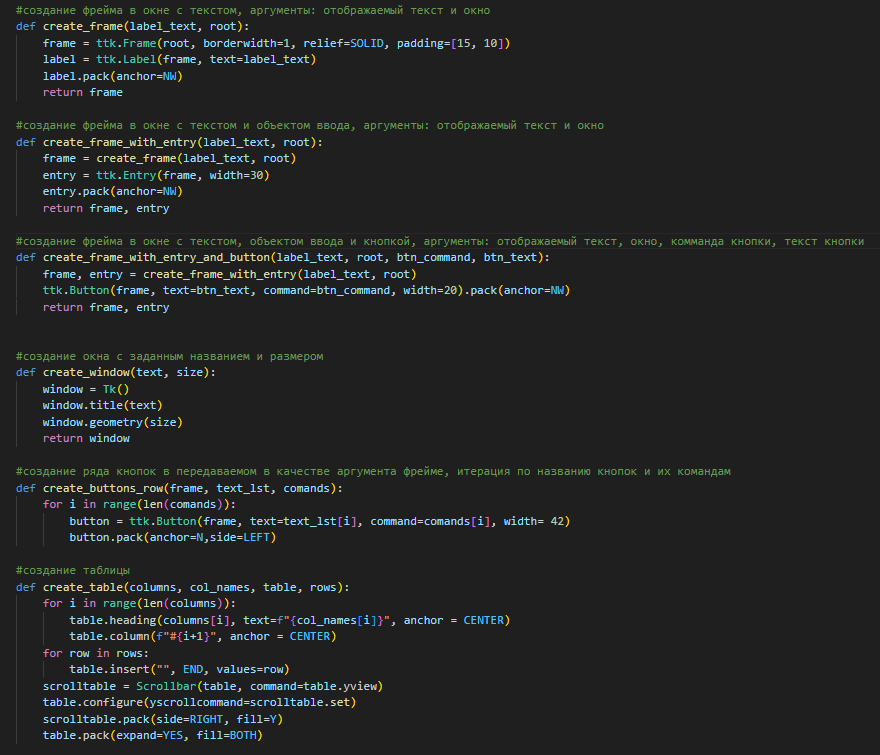 #создание фрейма в окне с текстом, аргументы: отображаемый текст и окно
def create_frame(label_text, root):
    frame = ttk.Frame(root, borderwidth=1, relief=SOLID, padding=[15, 10])
    label = ttk.Label(frame, text=label_text)
    label.pack(anchor=NW)
    return frame

#создание фрейма в окне с текстом и объектом ввода, аргументы: отображаемый текст и окно
def create_frame_with_entry(label_text, root):
    frame = create_frame(label_text, root)
    entry = ttk.Entry(frame, width=30)
    entry.pack(anchor=NW)
    return frame, entry

#создание фрейма в окне с текстом, объектом ввода и кнопкой, аргументы: отображаемый текст, окно, комманда кнопки, текст кнопки
def create_frame_with_entry_and_button(label_text, root, btn_command, btn_text):
    frame, entry = create_frame_with_entry(label_text, root)
    ttk.Button(frame, text=btn_text, command=btn_command, width=20).pack(anchor=NW)
    return frame, entry


#создание окна с заданным названием и размером
def create_window(text, size):
    window = Tk()
    window.title(text)
    window.geometry(size)
    return window

#создание ряда кнопок в передаваемом в качестве аргумента фрейме, итерация по названию кнопок и их командам
def create_buttons_row(frame, text_lst, comands):
    for i in range(len(comands)):
        button = ttk.Button(frame, text=text_lst[i], command=comands[i], width= 42)
        button.pack(anchor=N,side=LEFT)

#создание таблицы
def create_table(columns, col_names, table, rows):
    for i in range(len(columns)):
        table.heading(columns[i], text=f"{col_names[i]}", anchor = CENTER)
        table.column(f"#{i+1}", anchor = CENTER)
    for row in rows:
        table.insert("", END, values=row)
    scrolltable = Scrollbar(table, command=table.yview)
    table.configure(yscrollcommand=scrolltable.set)
    scrolltable.pack(side=RIGHT, fill=Y)
    table.pack(expand=YES, fill=BOTH)